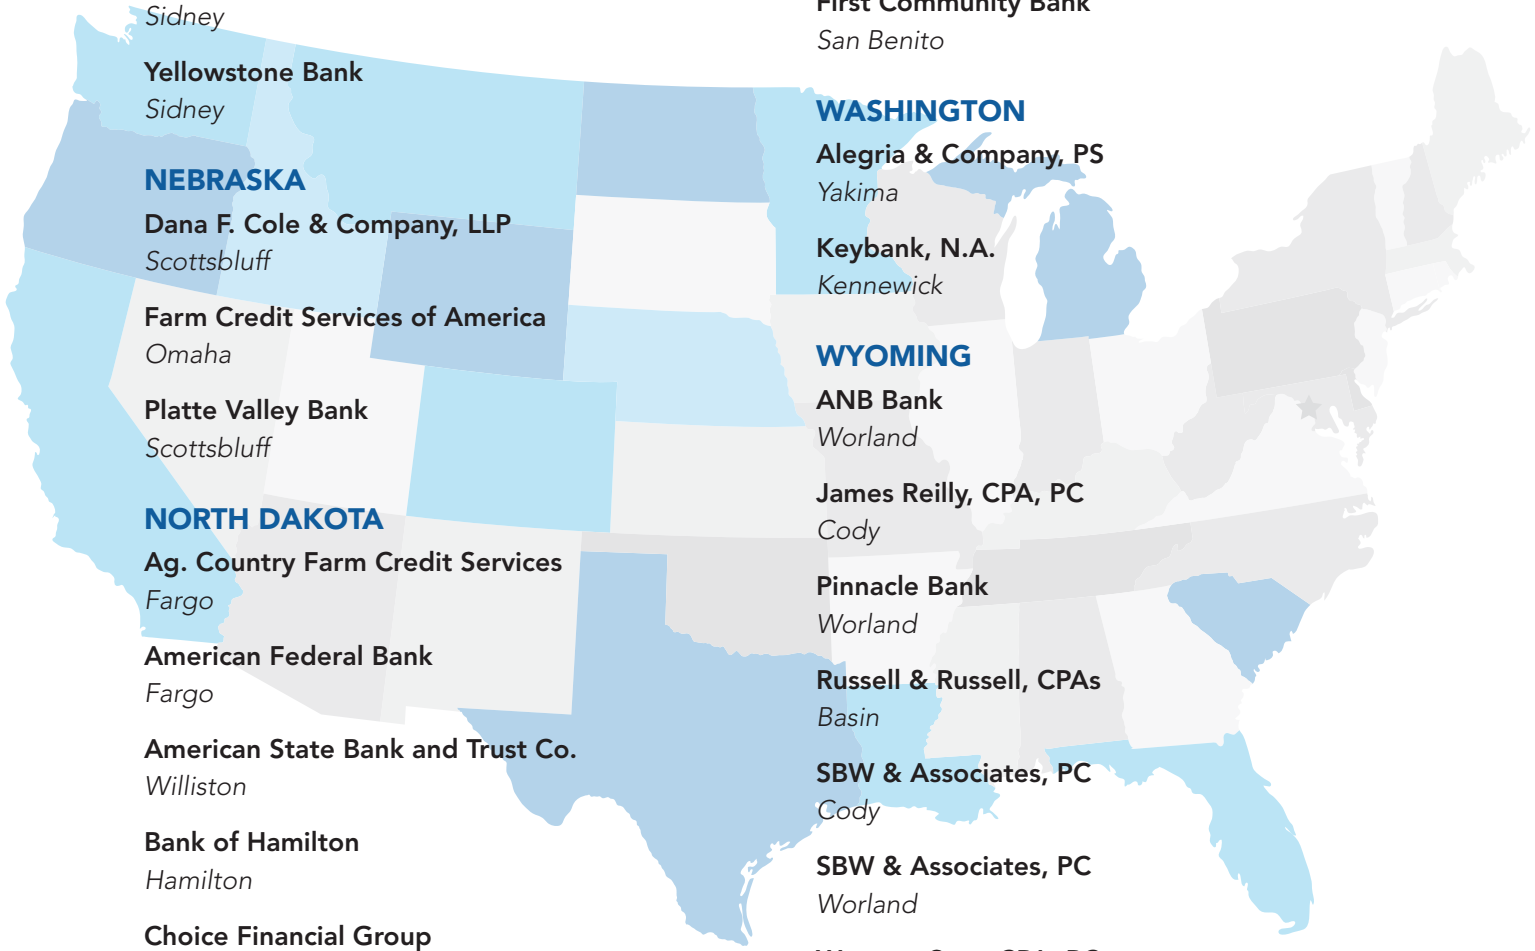 Sidney
Yellowstone Bank
Sidney
NEBRASKA
Dana F. Cole & Company, LLP
Scottsbluff
Farm Credit Services of America
Omaha
Platte Valley Bank
Scottsbluff
NORTH DAKOTA
Ag. Country Farm Credit Services
Fargo
American Federal Bank
Fargo
American State Bank and Trust Co.
Williston
Bank of Hamilton
Hamilton
Choice Financial Group
First Community Bank
San Benito
WASHINGTON
Alegria & Company, PS
Yakima
Keybank, N.A.
Kennewick
WYOMING
ANB Bank
Worland
James Reilly, CPA, PC
Cody
Pinnacle Bank
Worland
Russell & Russell, CPAs
Basin
SBW & Associates, PC
Cody
SBW & Associates, PC
Worland